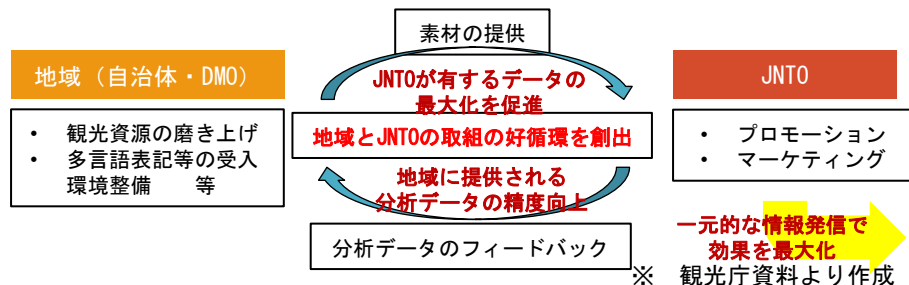 素材の提供
地域（自治体・DMO）
JNTOが有するデータの
最大化を促進
JNTO
・ 観光資源の磨き上げ
・ 多言語表記等の受入
環境整備　　等
地域とJNTOの取組の好循環を創出
・ プロモーション
・ マーケティング
地域に提供される
分析データの精度向上
分析データのフィードバック
一元的な情報発信で
効果を最大化
※　観光庁資料より作成